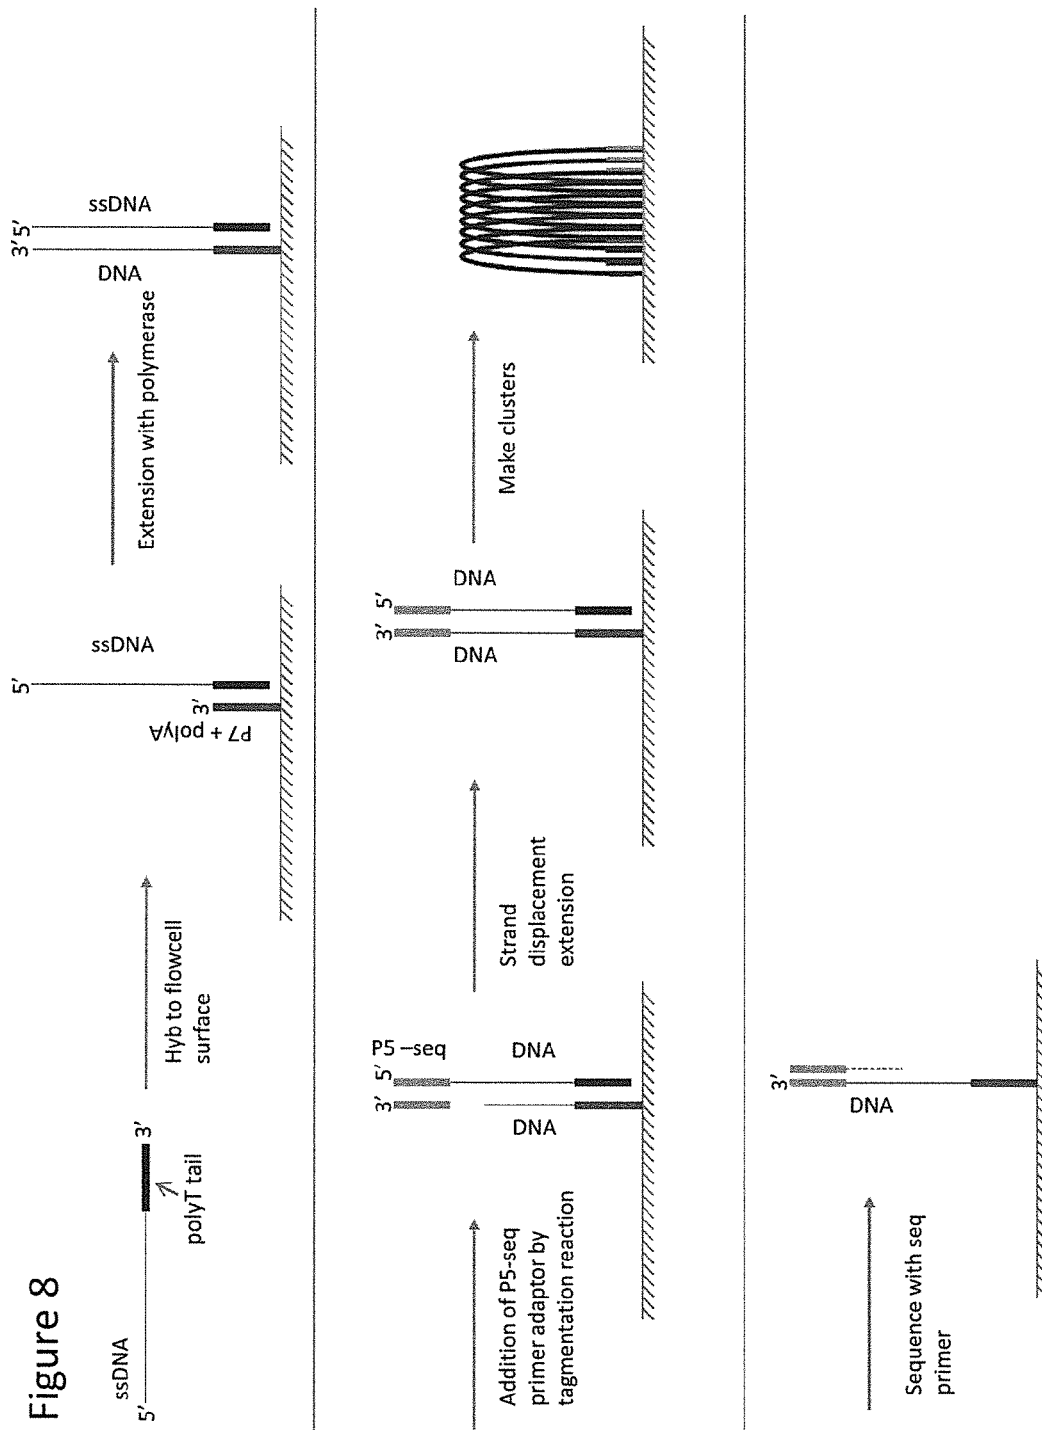 Figure 8
5'
ssDNA
3'
polyT tail
Hyb to flowcell
surface
5'
ssDNA
3'
P7 + polyA
Extension with polymerase
3' 5'
ssDNA
DNA
Addition of P5-seq
primer adaptor by
tagmentation reaction
P5 –seq
3' 5'
DNA
DNA
Strand
displacement
extension
3' 5'
DNA
DNA
Make clusters
Sequence with seq
primer
3'
DNA